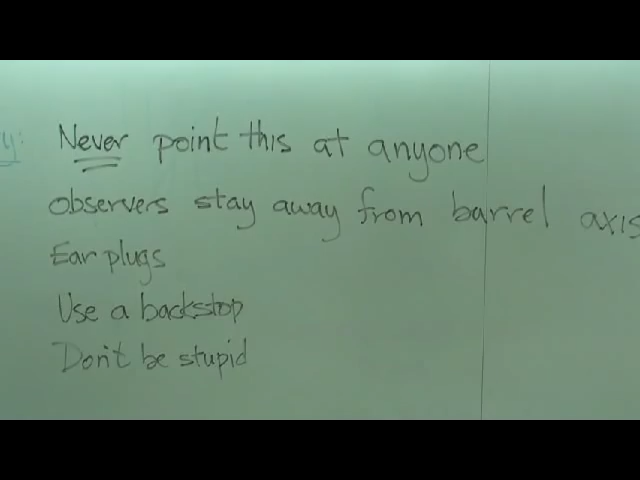 y: Never point this at anyone
observers stay away from barrel axis
Ear plugs
Use a backstop
Don't be stupid